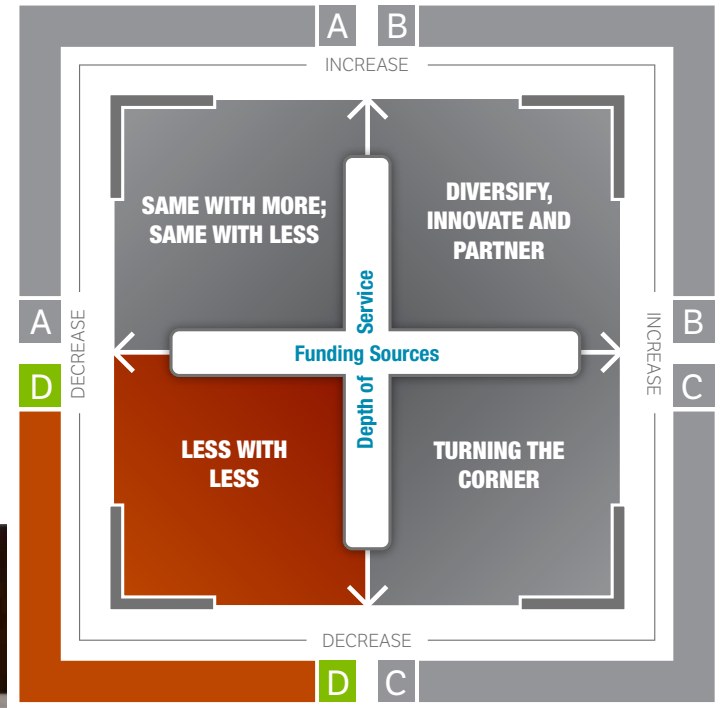 A B
INCREASE
SAME WITH MORE;
SAME WITH LESS
DIVERSIFY,
INNOVATE AND
PARTNER
A
DECREASE
Depth of Service
Funding Sources
INCREASE
B
D
C
LESS WITH
LESS
TURNING THE
CORNER
DECREASE
D C